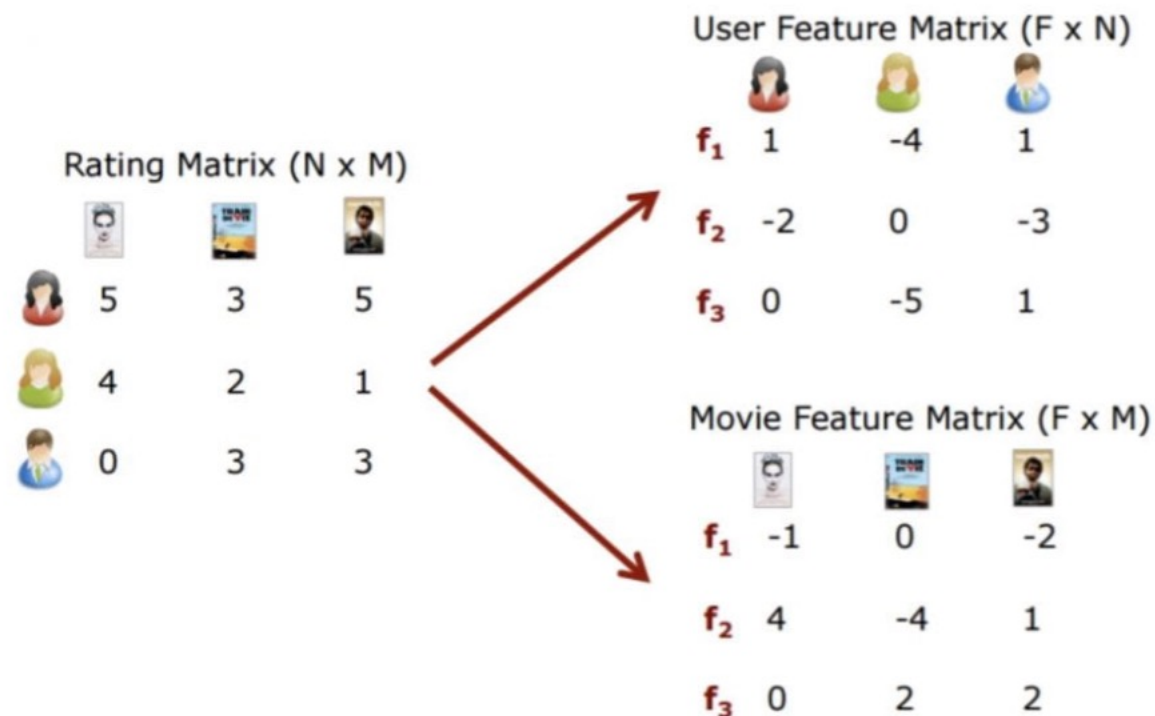 User Feature Matrix (F x N)
f₁ 1 -4 1
f₂ -2 0 -3
f₃ 0 -5 1
Rating Matrix (N x M)
5 3 5
4 2 1
0 3 3
Movie Feature Matrix (F x M)
f₁ -1 0 -2
f₂ 4 -4 1
f₃ 0 2 2